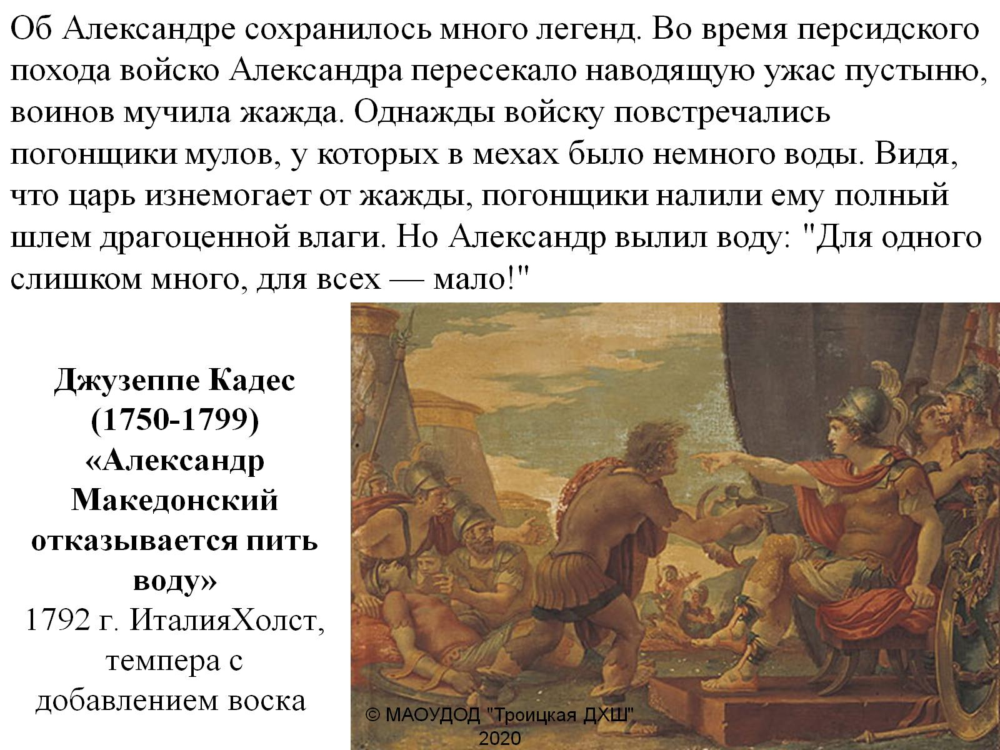 Об Александре сохранилось много легенд. Во время персидского
похода войско Александра пересекало наводящую ужас пустыню,
воинов мучила жажда. Однажды войску повстречались
погонщики мулов, у которых в мехах было немного воды. Видя,
что царь изнемогает от жажды, погонщики налили ему полный
шлем драгоценной влаги. Но Александр вылил воду: "Для одного
слишком много, для всех — мало!"
Джузеппе Кадес
(1750-1799)
«Александр
Македонский
отказывается пить
воду»
1792 г. ИталияХолст,
темпера с
добавлением воска
© МАОУДОД "Троицкая ДХШ"
2020